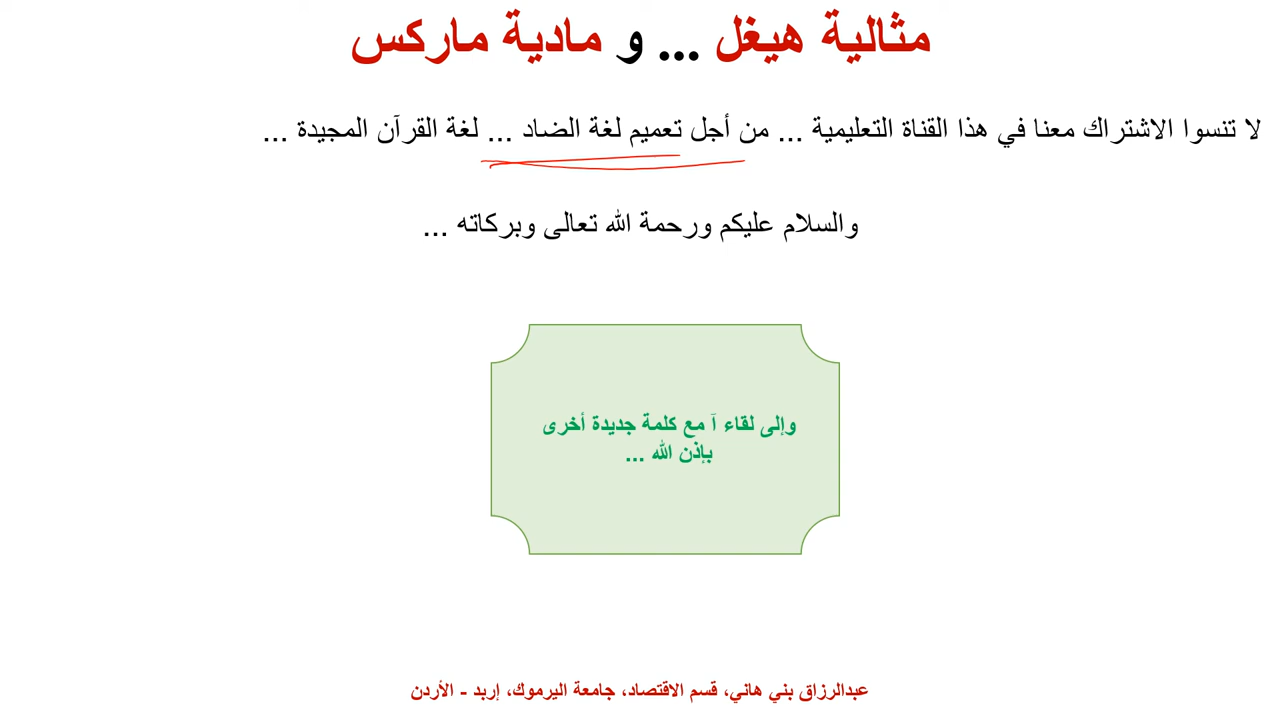 مثالية هيغل ... و مادية ماركس
لا تنسوا الاشتراك معنا في هذا القناة التعليمية ... من أجل تعميم لغة الضاد ... لغة القرآن المجيدة ...
والسلام عليكم ورحمة الله تعالى وبركاته ...
وإلى لقاء آ مع كلمة جديدة أخرى
بإذن الله ...
عبدالرزاق بني هاني، قسم الاقتصاد، جامعة اليرموك، إربد - الأردن